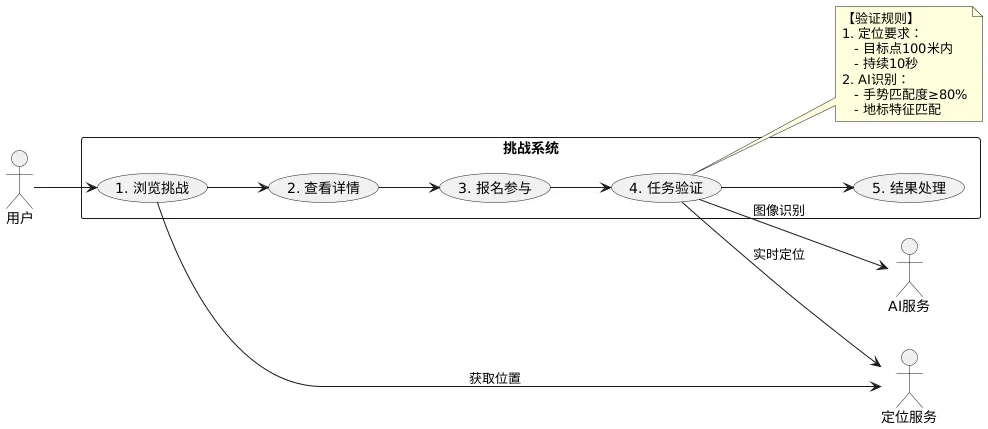 【验证规则】
1. 定位要求：
- 目标点100米内
- 持续10秒
2. AI识别：
- 手势匹配度≥80%
- 地标特征匹配
挑战系统
用户
1. 浏览挑战
2. 查看详情
3. 报名参与
4. 任务验证
5. 结果处理
图像识别
实时定位
AI服务
获取位置
定位服务